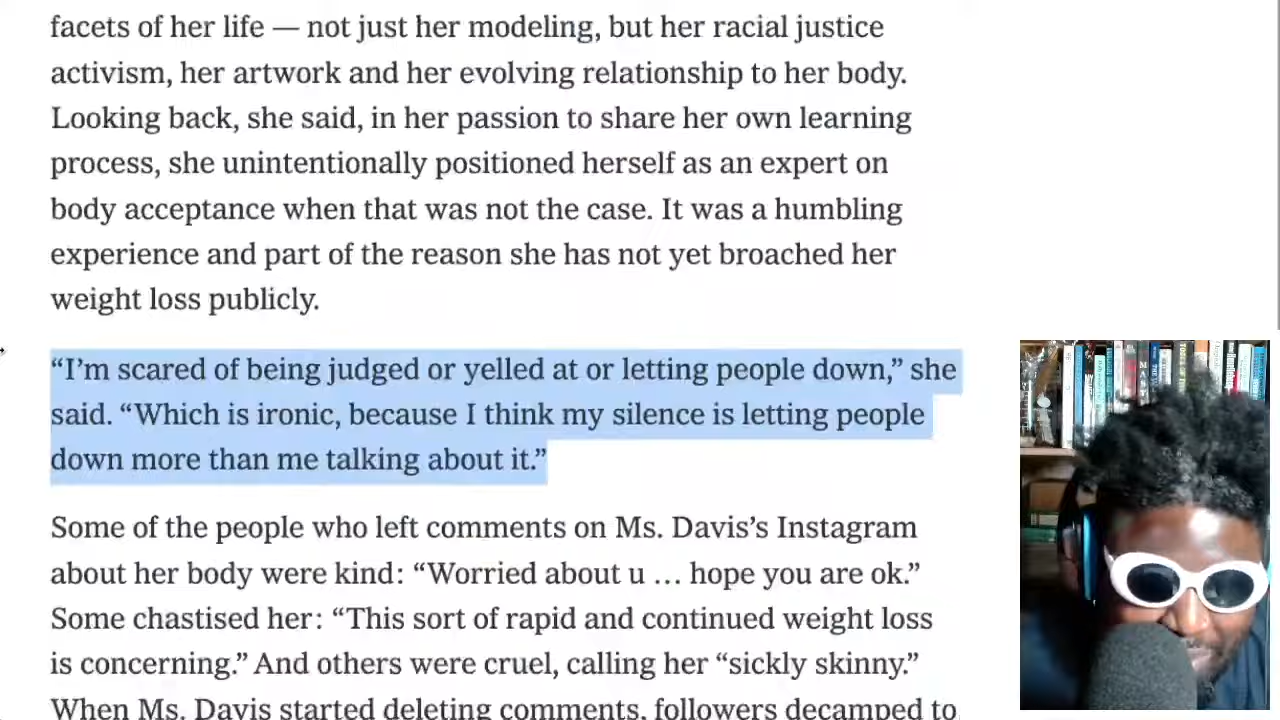 facets of her life — not just her modeling, but her racial justice
activism, her artwork and her evolving relationship to her body.
Looking back, she said, in her passion to share her own learning
process, she unintentionally positioned herself as an expert on
body acceptance when that was not the case. It was a humbling
experience and part of the reason she has not yet broached her
weight loss publicly.
“I’m scared of being judged or yelled at or letting people down,” she
said. “Which is ironic, because I think my silence is letting people
down more than me talking about it.”
Some of the people who left comments on Ms. Davis’s Instagram
about her body were kind: “Worried about u … hope you are ok.”
Some chastised her: “This sort of rapid and continued weight loss
is concerning.” And others were cruel, calling her “sickly skinny.”
When Ms. Davis started deleting comments, followers decamped to